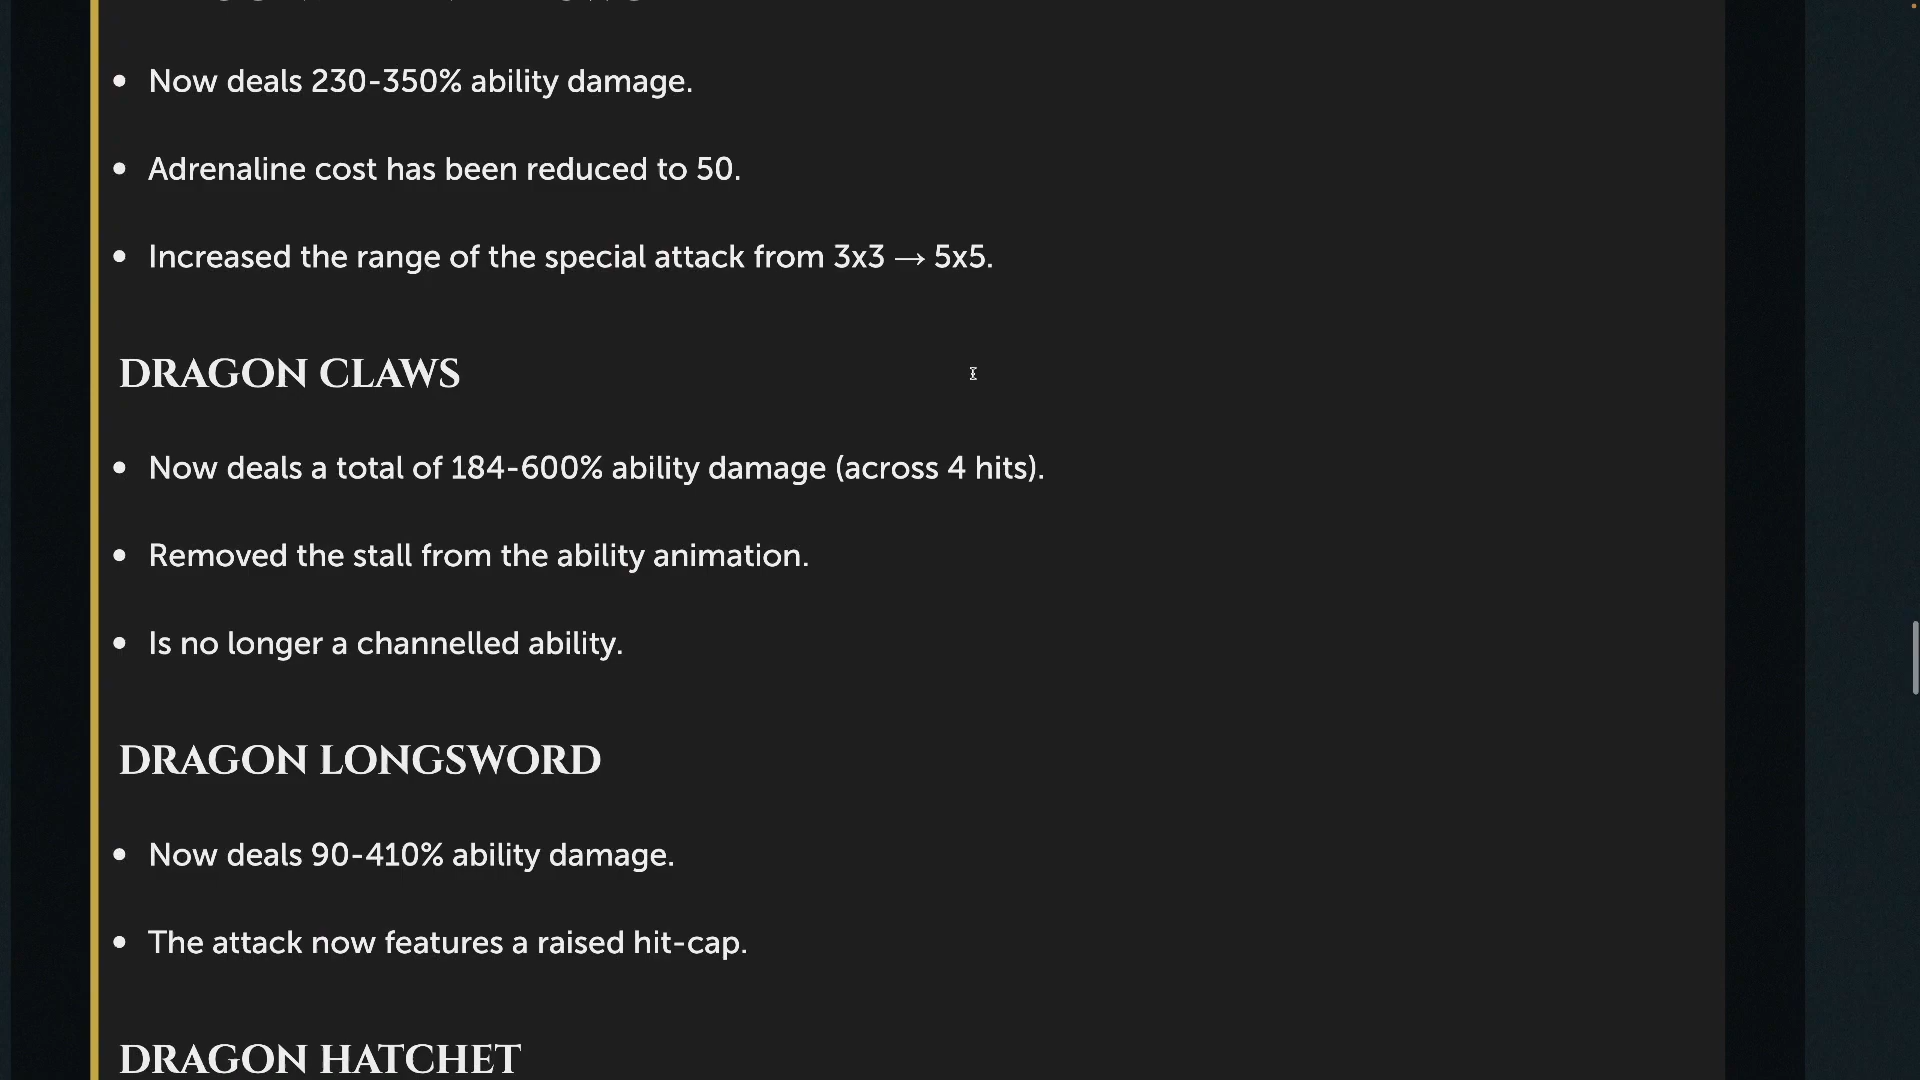 • Now deals 230-350% ability damage.
• Adrenaline cost has been reduced to 50.
• Increased the range of the special attack from 3x3 → 5x5.
DRAGON CLAWS
• Now deals a total of 184-600% ability damage (across 4 hits).
• Removed the stall from the ability animation.
• Is no longer a channelled ability.
DRAGON LONGSWORD
• Now deals 90-410% ability damage.
• The attack now features a raised hit-cap.
DRAGON HATCHET